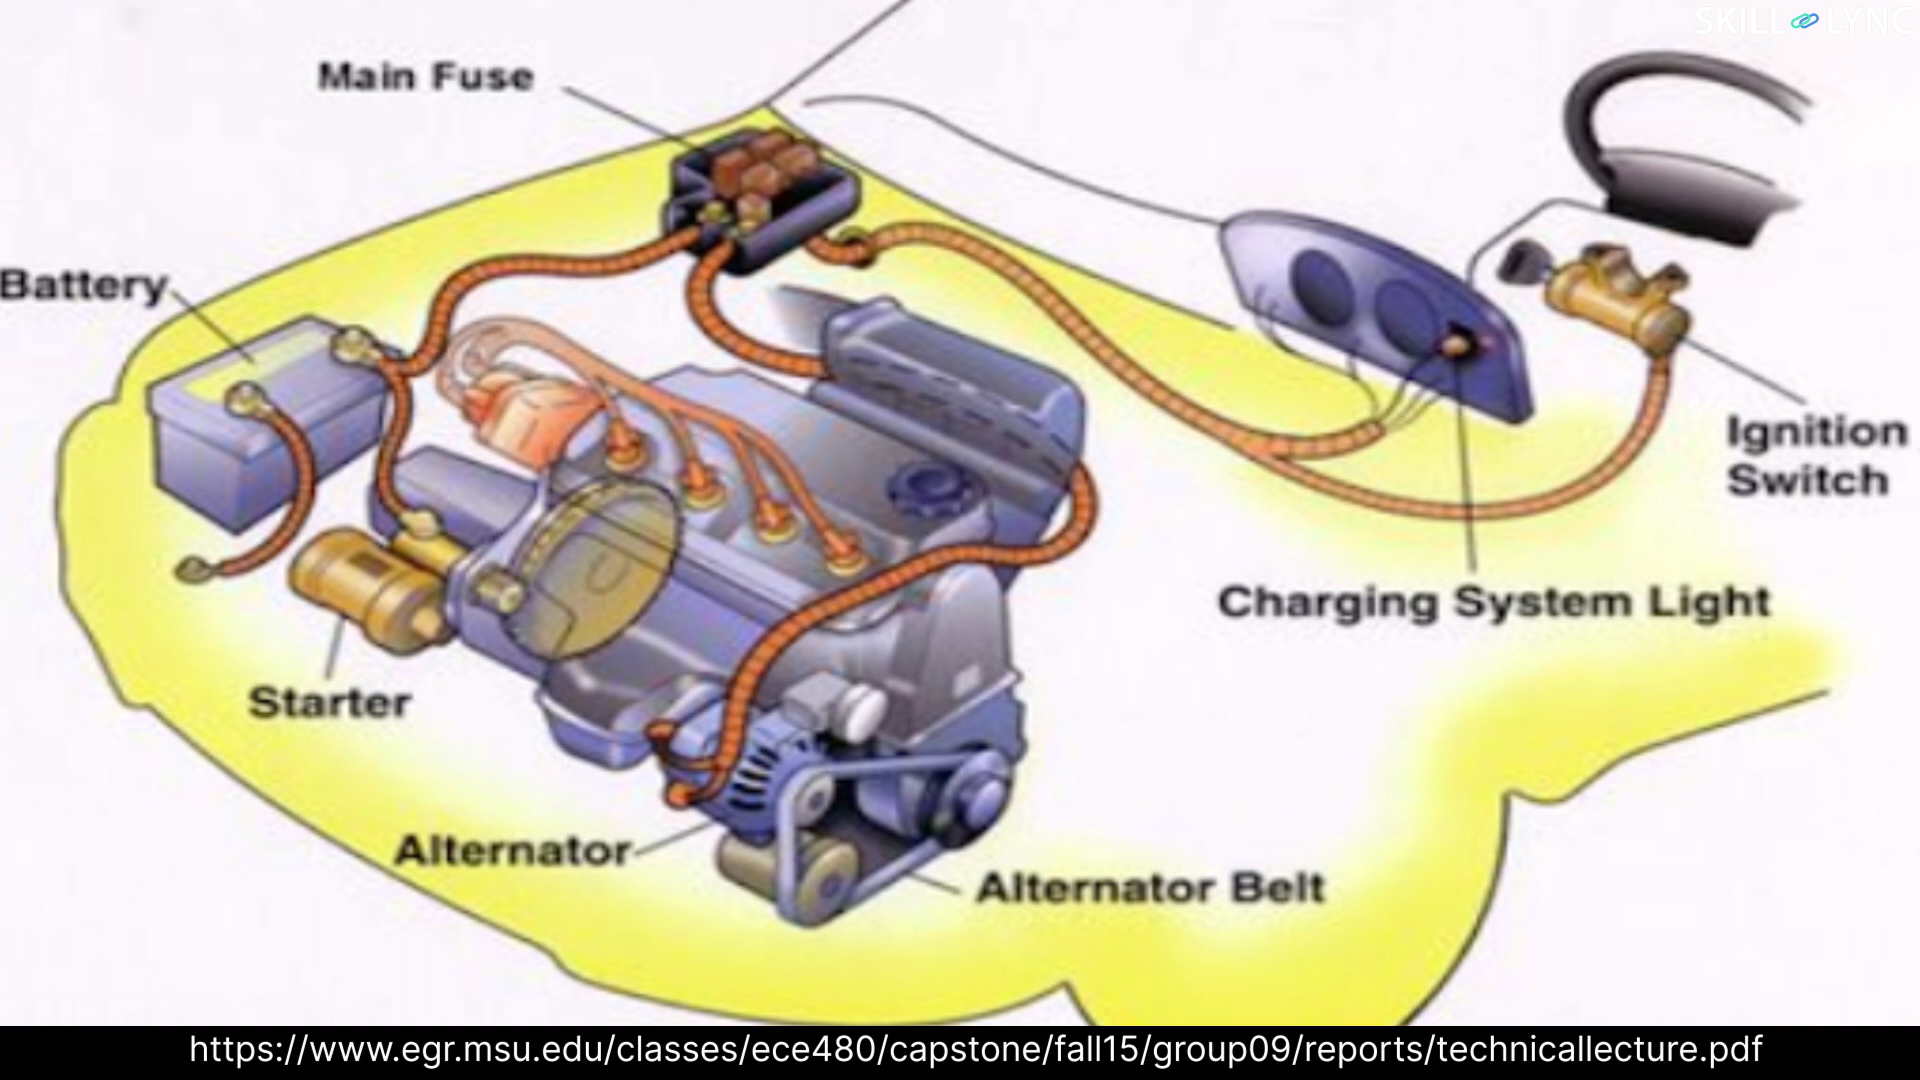 SKILL LYNC
Main Fuse
Battery
Ignition
Switch
Charging System Light
Starter
Alternator
Alternator Belt
https://www.egr.msu.edu/classes/ece480/capstone/fall15/group09/reports/technicallecture.pdf